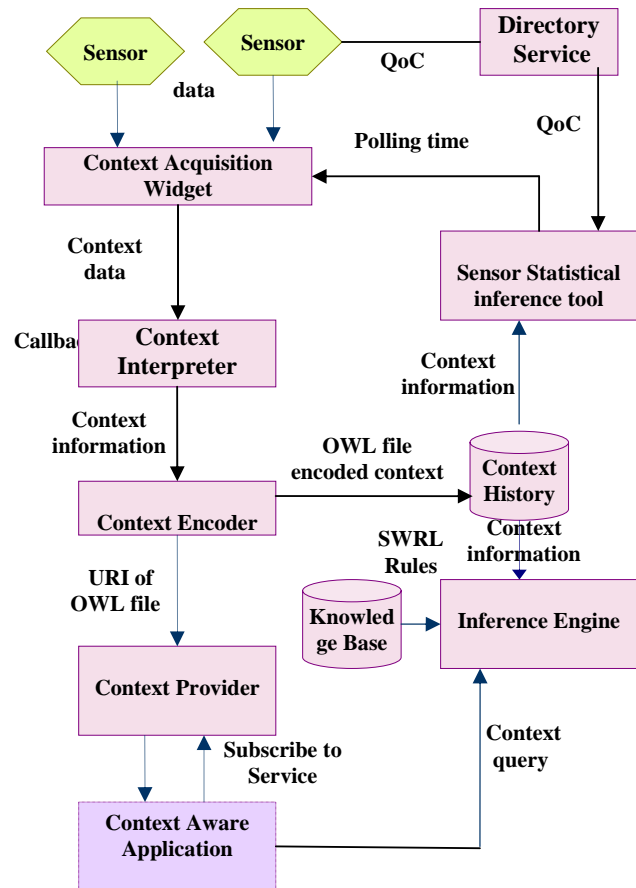 Sensor
Sensor
Directory
Service
QoC
data
QoC
Polling time
Context Acquisition
Widget
Context
data
Sensor Statistical
inference tool
Callba
Context
Interpreter
Context
information
Context
information
OWL file
encoded context
Context
History
Context Encoder
Context
information
SWRL
Rules
URI of
OWL file
Knowled
ge Base
Inference Engine
Context Provider
Subscribe to
Service
Context
query
Context Aware
Application